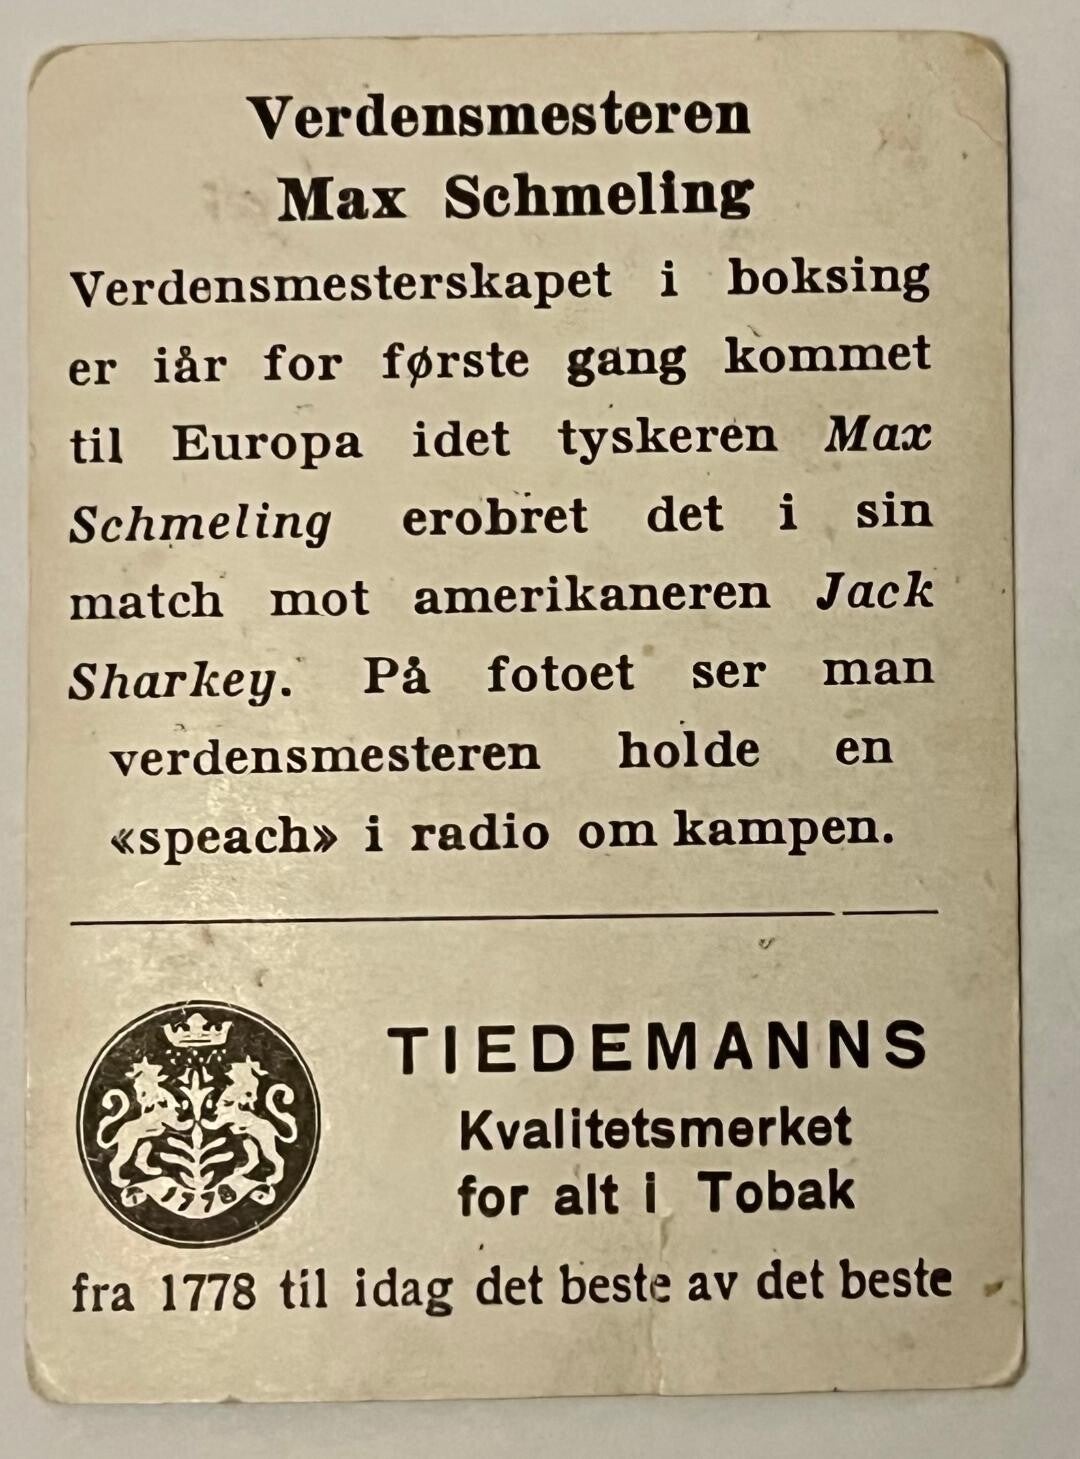 Verdensmesteren
Max Schmeling
Verdensmesterskapet i boksing
er iår for første gang kommet
til Europa idet tyskeren Max
Schmeling erobret det i sin
match mot amerikaneren Jack
Sharkey. På fotoet ser man
verdensmesteren holde en
«speach» i radio om kampen.
TIEDEMANNS
Kvalitetsmerket
for alt i Tobak
1778
fra 1778 til idag det beste av det beste